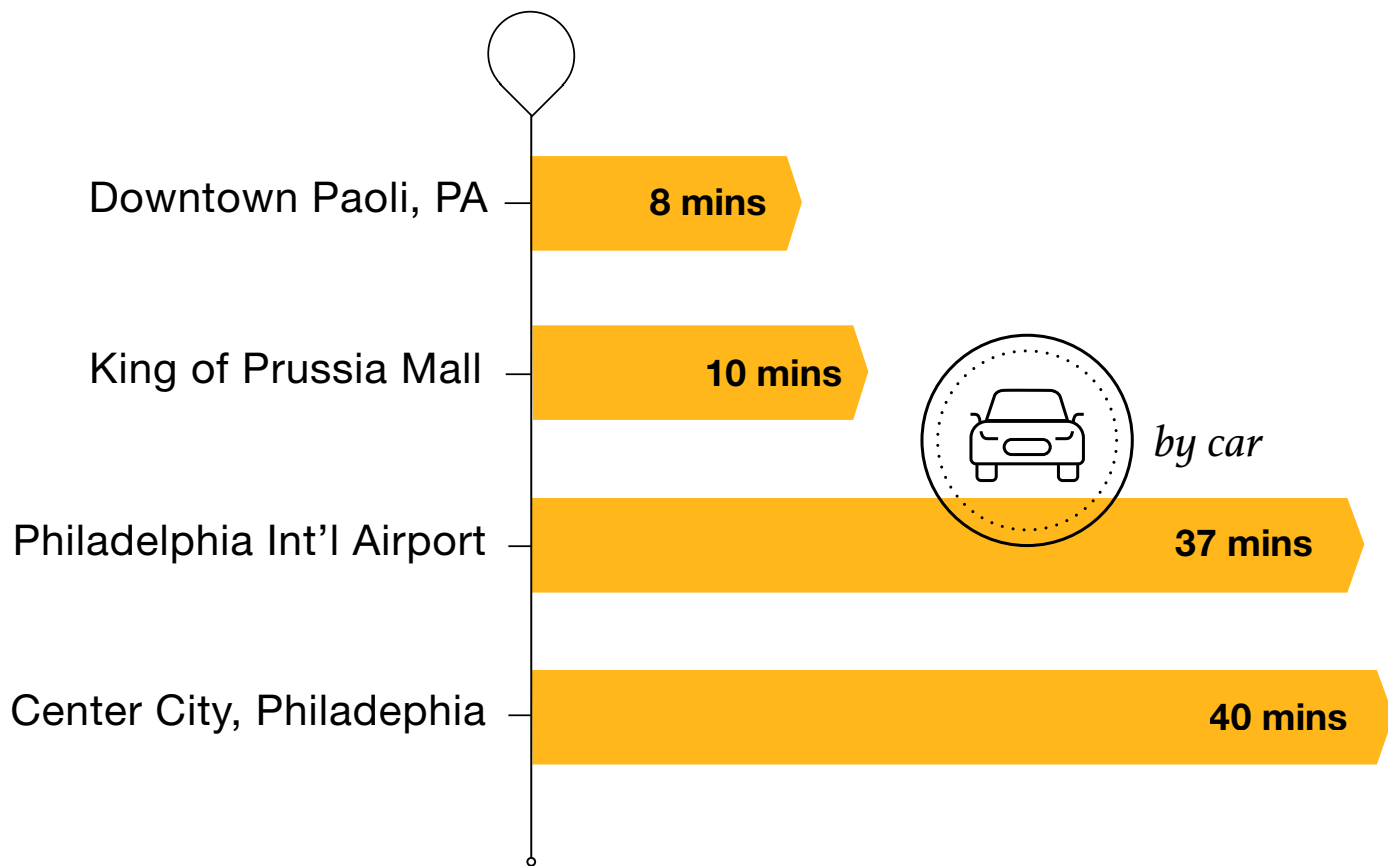 Downtown Paoli, PA
8 mins
King of Prussia Mall
10 mins
by car
Philadelphia Int’l Airport
37 mins
Center City, Philadephia
40 mins